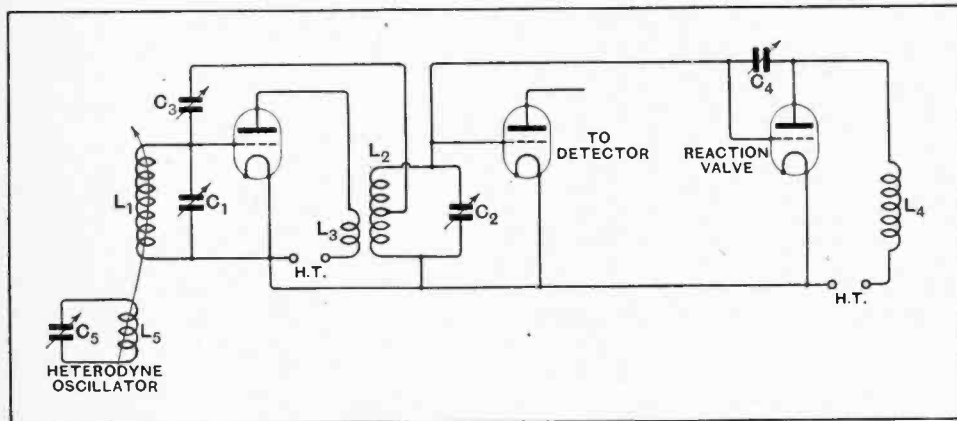 C3
L1
C1
L3
H.T.
L2
C2
TO
DETECTOR
C4
REACTION
VALVE
L4
H.T.
C5
L5
HETERODYNE
OSCILLATOR